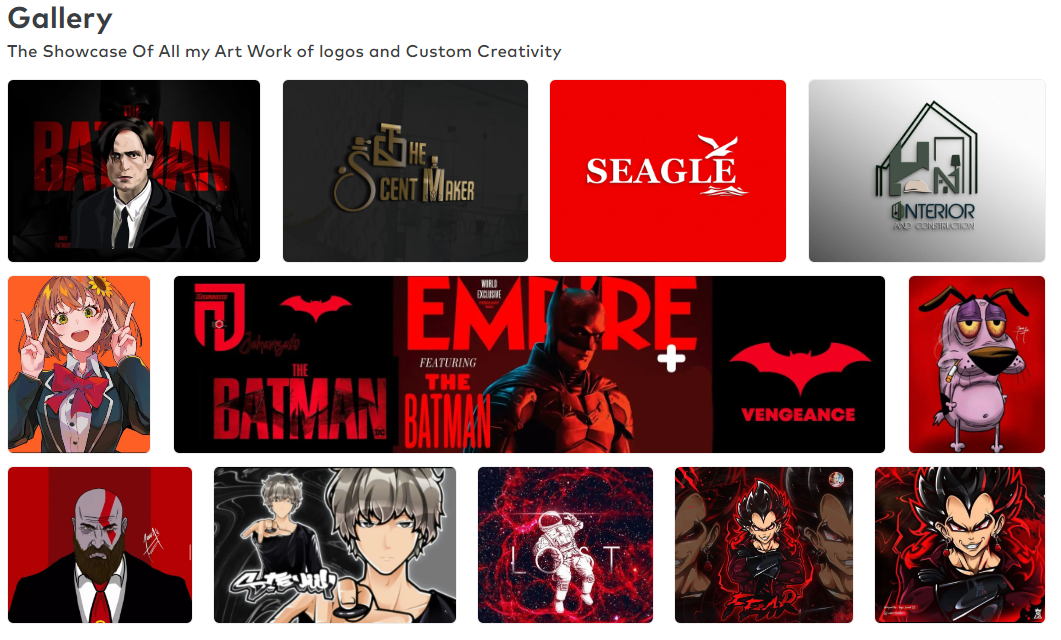 Gallery
The Showcase Of All my Art Work of logos and Custom Creativity
THE
BATMAN
THE
SCENT MAKER
SEAGLE
INTERIOR
AND CONSTRUCTION
THE
BATMAN
DC
EMPIRE
WORLD
EXCLUSIVE
FEATURING
THE
BATMAN
VENGEANCE
LOST
FEAR